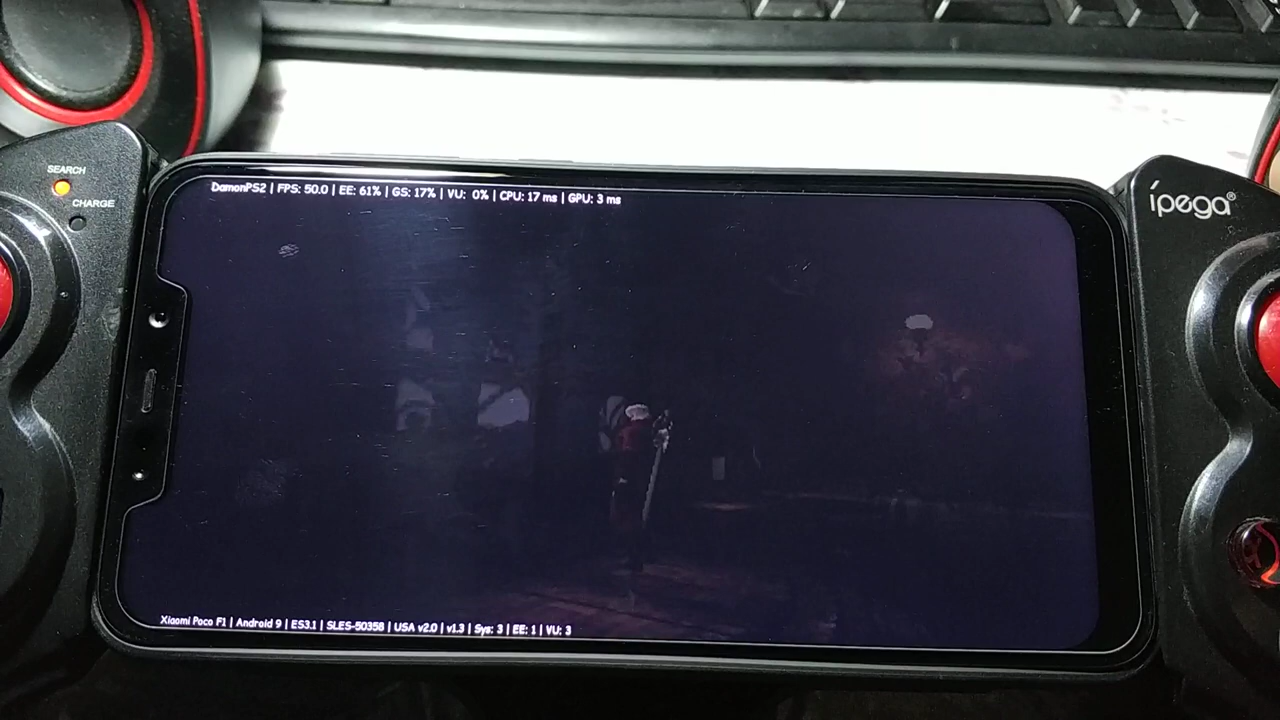 SEARCH
CHARGE
DamonPS2 | FPS: 50.0 | EE: 61% | GS: 17% | VU: 0% | CPU: 17 ms | GPU: 3 ms
ípega®
Xiaomi Poco F1 | Android 9 | ES3.1 | SLES-50358 | USA v2.0 | v1.3 | Sys: 3 | EE: 1 | VU: 3